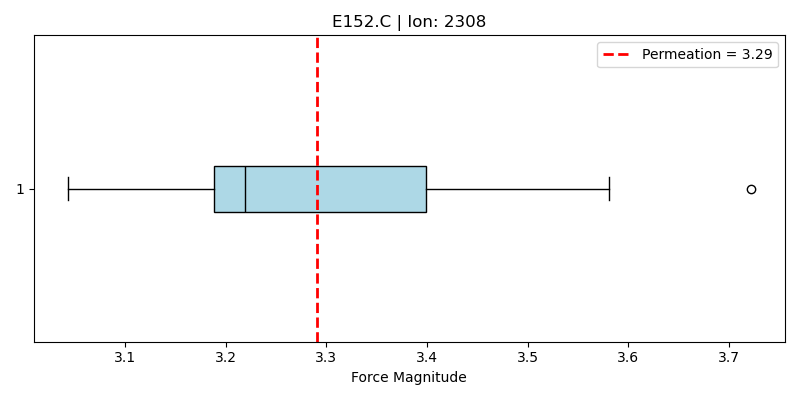 E152.C | Ion: 2308
Permeation = 3.29
1
3.1 3.2 3.3 3.4 3.5 3.6 3.7
Force Magnitude